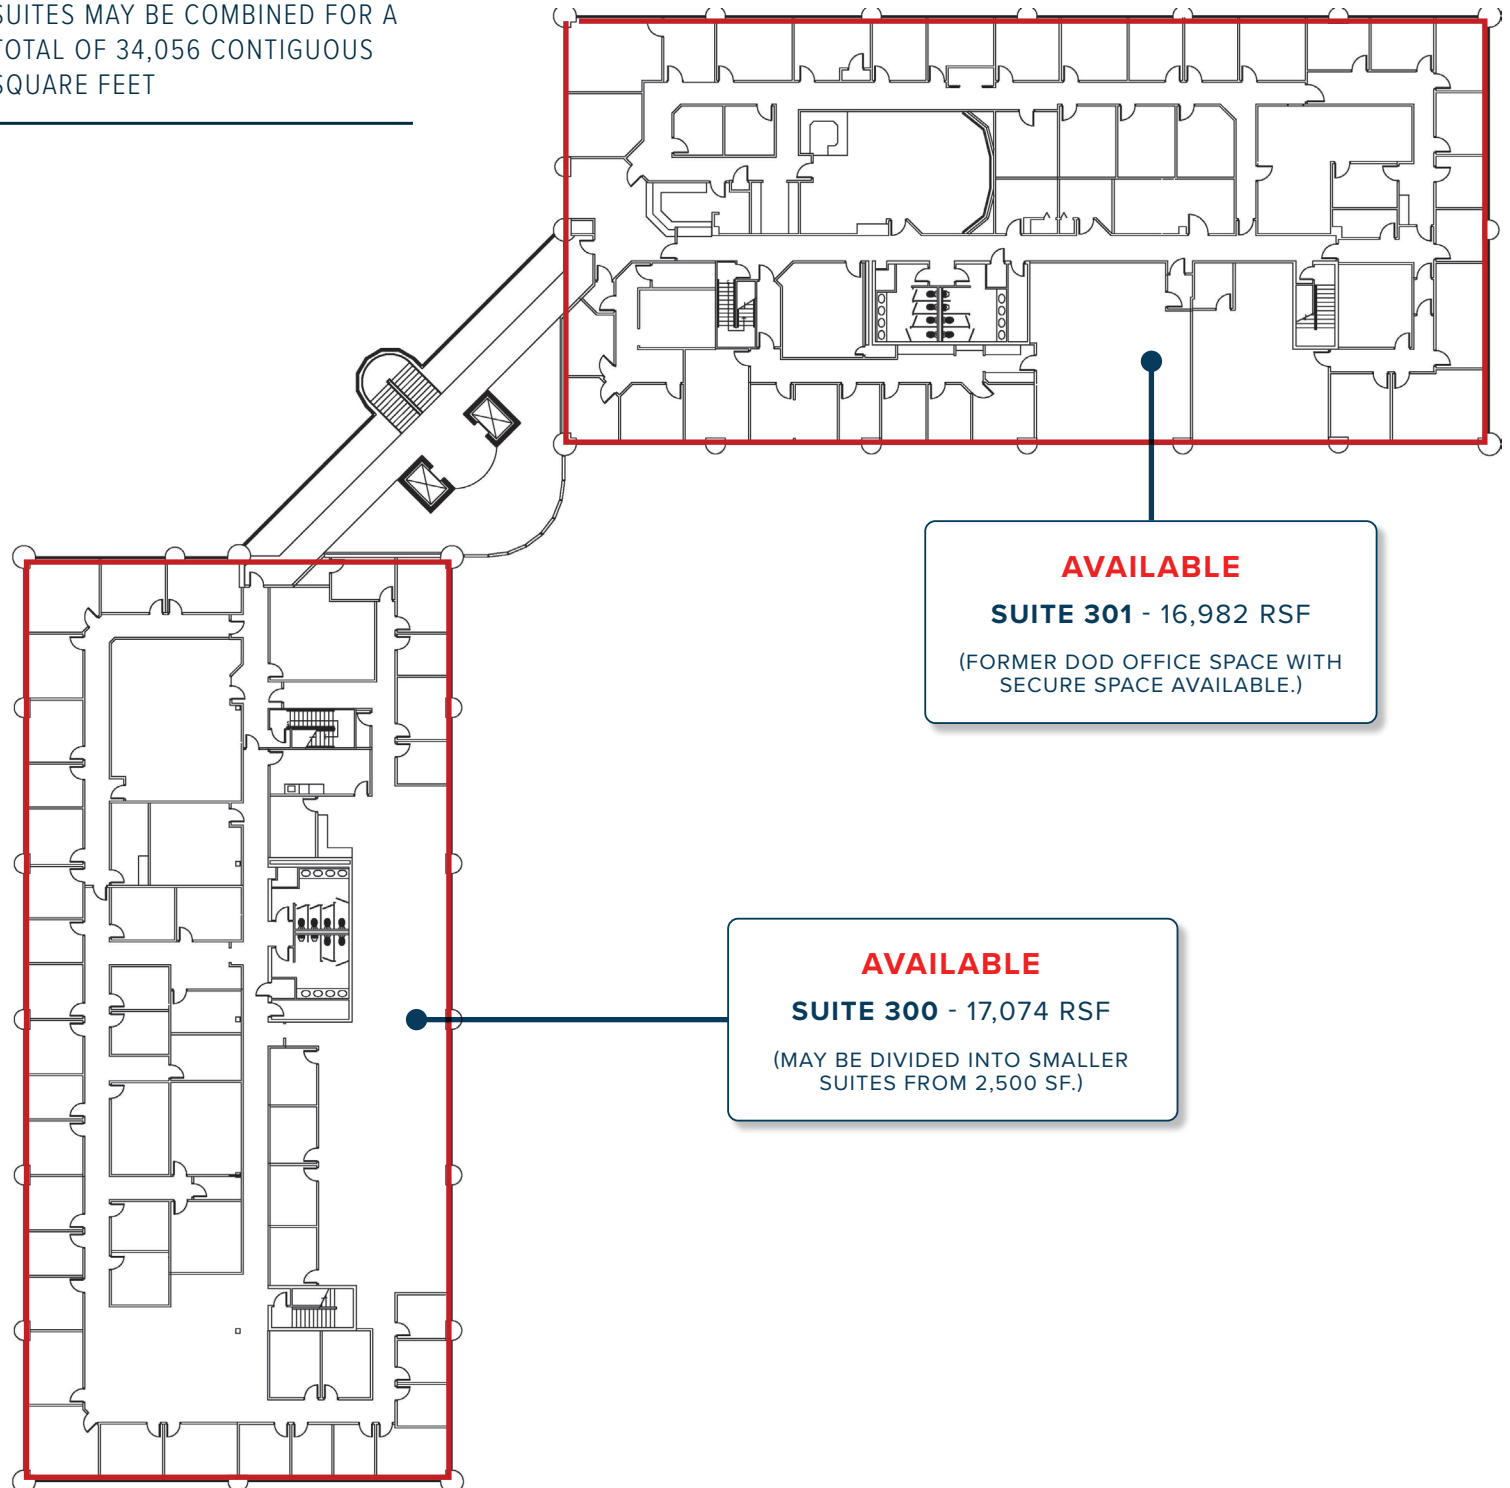 SUITES MAY BE COMBINED FOR A
TOTAL OF 34,056 CONTIGUOUS
SQUARE FEET
AVAILABLE
SUITE 301 - 16,982 RSF
(FORMER DOD OFFICE SPACE WITH
SECURE SPACE AVAILABLE.)
AVAILABLE
SUITE 300 - 17,074 RSF
(MAY BE DIVIDED INTO SMALLER
SUITES FROM 2,500 SF.)